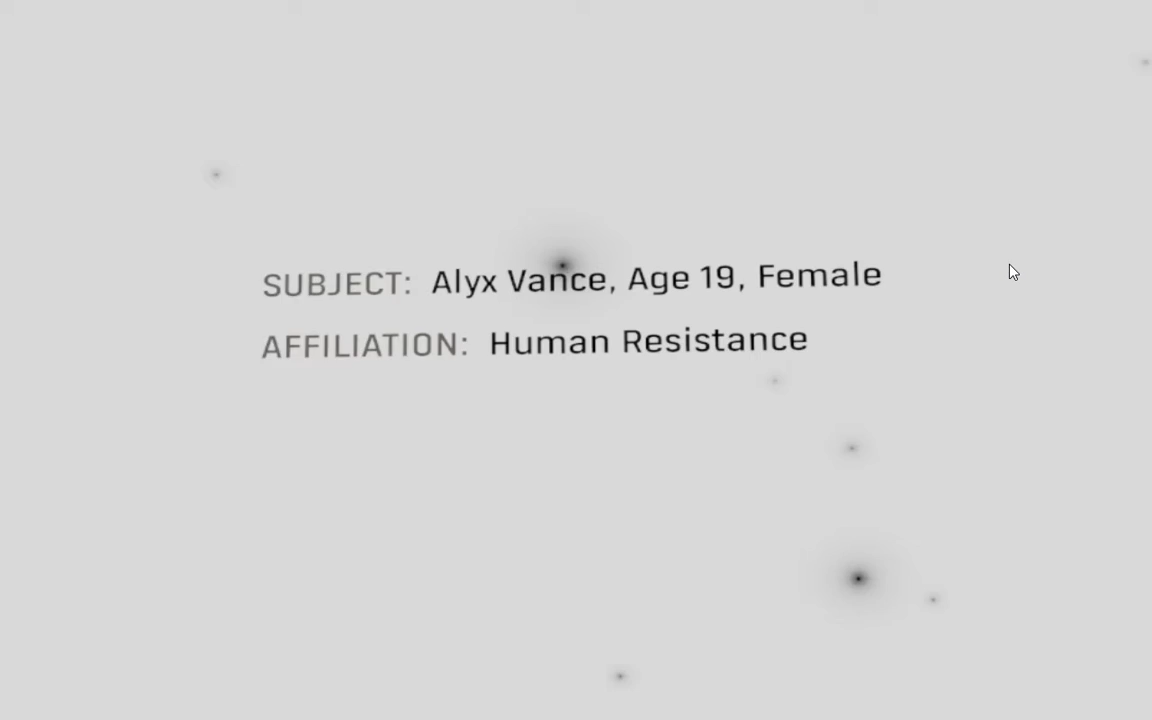 SUBJECT: Alyx Vance, Age 19, Female
AFFILIATION: Human Resistance